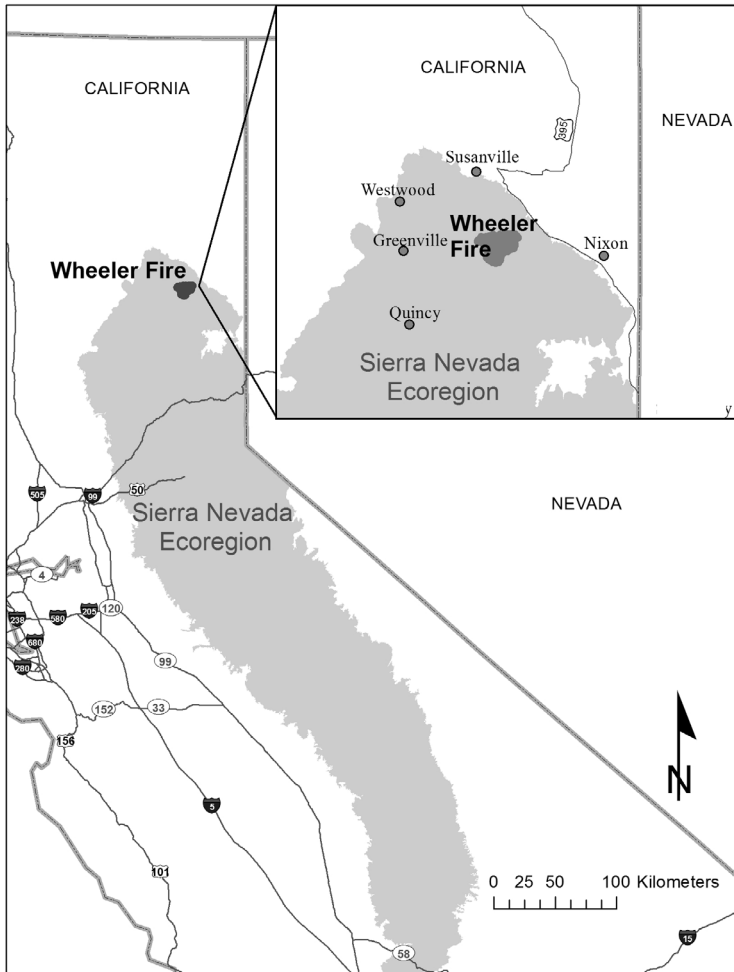 CALIFORNIA
CALIFORNIA
NEVADA
395
Susanville
Westwood
Wheeler
Fire
Greenville
Nixon
Quincy
Sierra Nevada
Ecoregion
y
Wheeler Fire
505
99
50
NEVADA
Sierra Nevada
Ecoregion
4
120
205
580
238
680
280
99
152
33
156
N
5
101
0 25 50 100 Kilometers
58
15